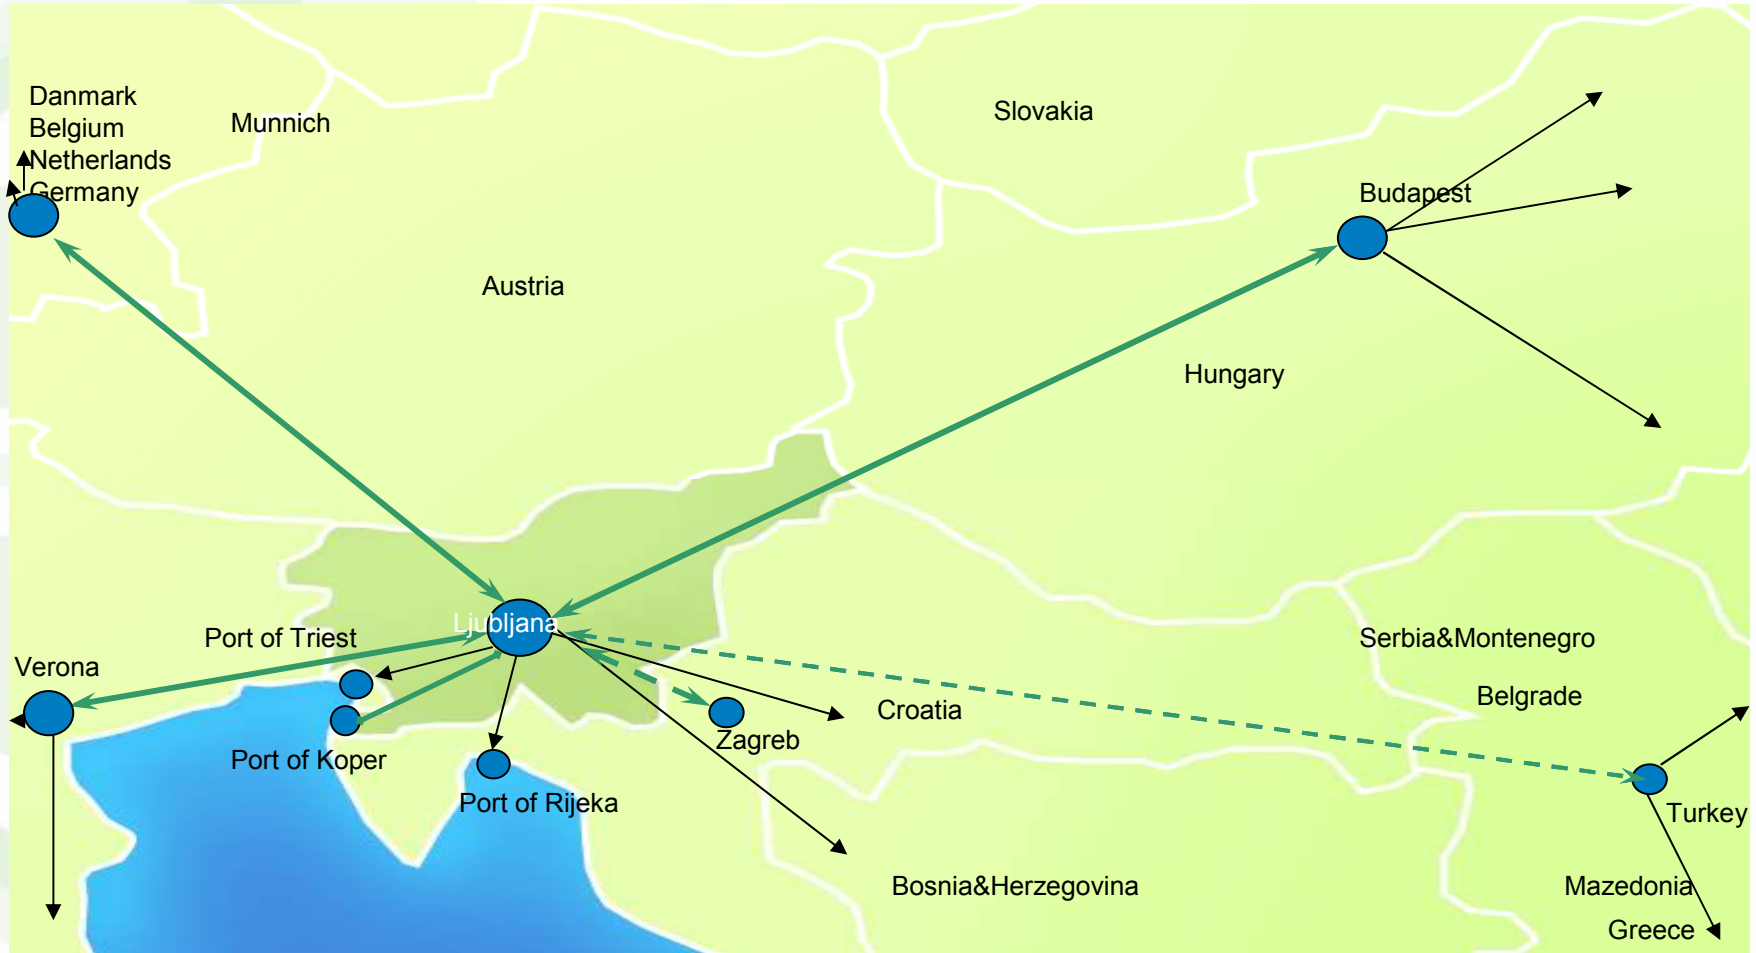 Danmark
Belgium
Netherlands
Germany
Munnich
Slovakia
Budapest
Austria
Hungary
Ljubljana
Port of Triest
Verona
Serbia&Montenegro
Belgrade
Croatia
Zagreb
Port of Koper
Port of Rijeka
Turkey
Bosnia&Herzegovina
Mazedonia
Greece